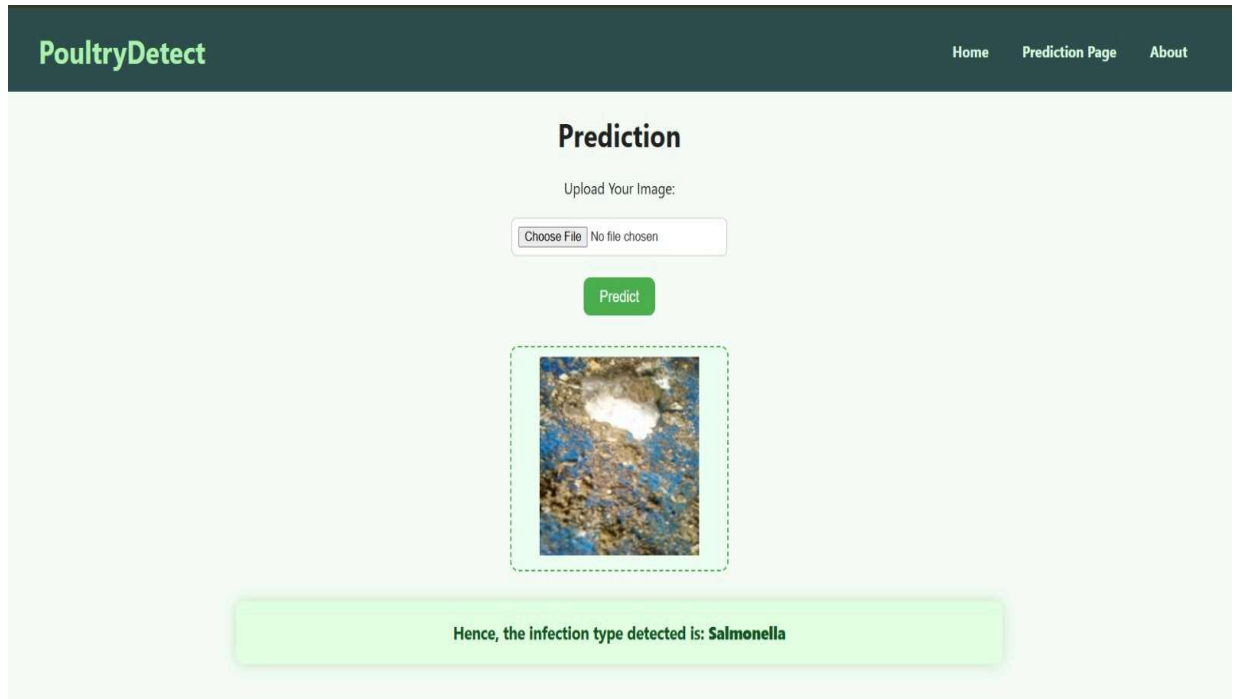 PoultryDetect
Home Prediction Page About
Prediction
Upload Your Image:
Choose File No file chosen
Predict
Hence, the infection type detected is: Salmonella